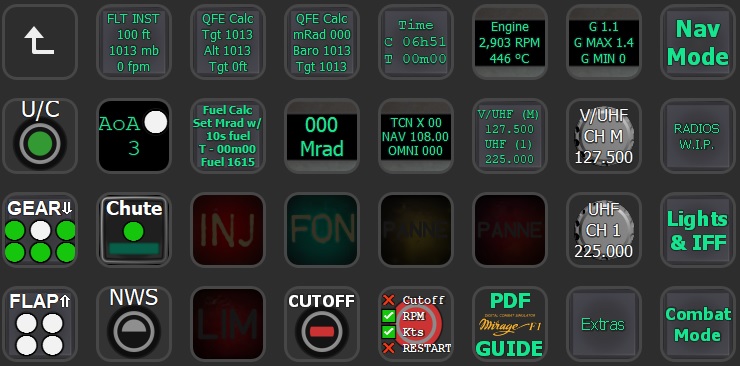 FLT INST
100 ft
1013 mb
0 fpm
QFE Calc
Tgt 1013
Alt 1013
Tgt 0ft
QFE Calc
mRad 000
Baro 1013
Tgt 1013
Time
C 06h51
T 00m00
Engine
2,903 RPM
446 ºC
G 1.1
G MAX 1.4
G MIN 0
Nav
Mode
U/C
AoA
3
Fuel Calc
Set Mrad w/
10s fuel
T - 00m00
Fuel 1615
000
Mrad
TCN X 00
NAV 108.00
OMNI 000
V/UHF (M)
127.500
UHF (1)
225.000
V/UHF
CH M
127.500
RADIOS
W.I.P.
GEAR⇓
Chute
INJ
FON
PANNE
PANNE
UHF
CH 1
225.000
Lights
& IFF
FLAP⇑
NWS
LIM
CUTOFF
Cutoff
RPM
Kts
RESTART
PDF
Mirage F1
GUIDE
Extras
Combat
Mode